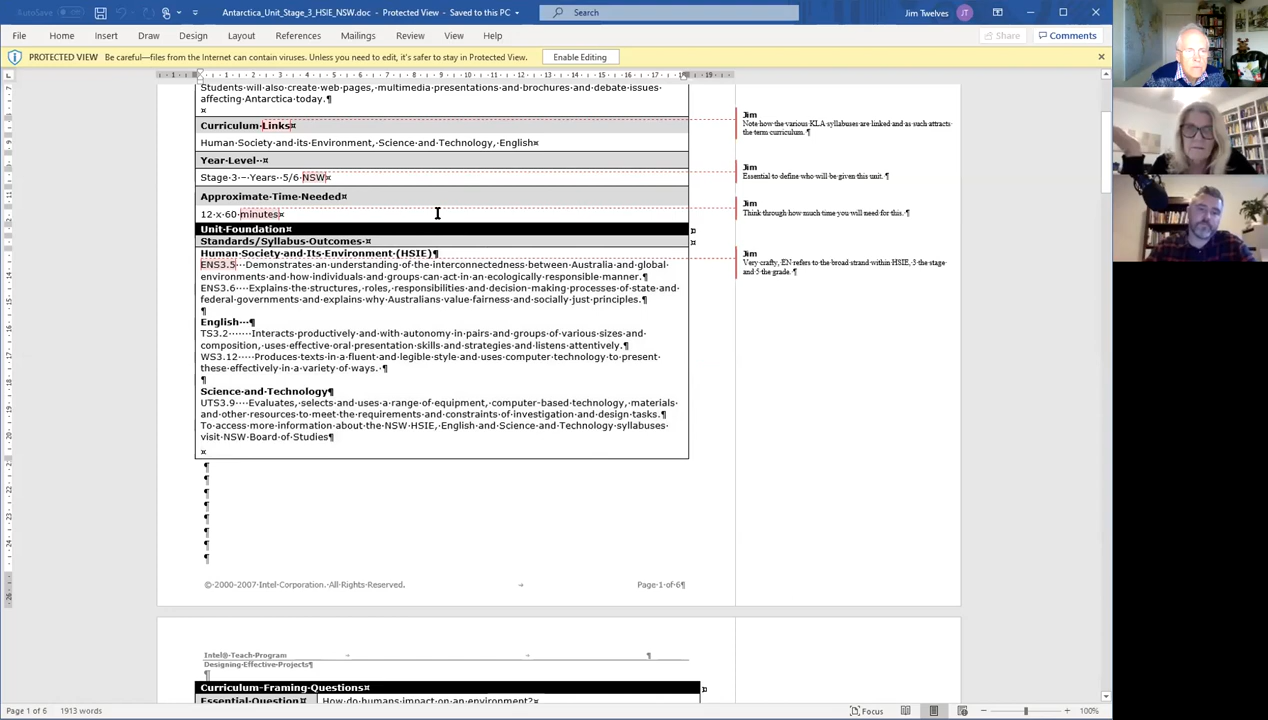 AutoSave Off
Antarctica_Unit_Stage_3_HSIE_NSW.doc - Protected View - Saved to this PC
Search
Jim Twelves JT
File Home Insert Draw Design Layout References Mailings Review View Help
Share Comments
PROTECTED VIEW Be careful—files from the Internet can contain viruses. Unless you need to edit, it's safer to stay in Protected View. Enable Editing
Students·will·also·create·web·pages,·multimedia·presentations·and·brochures·and·debate·issues·
affecting·Antarctica·today.¶
¤
Curriculum·Links¤
Human·Society·and·its·Environment,·Science·and·Technology,·English¤
Year·Level··¤
Stage·3·–·Years··5/6·NSW¤
Approximate·Time·Needed¤
12·x·60·minutes¤
Unit·Foundation¤
Standards/Syllabus·Outcomes·¤
Human·Society·and·Its·Environment·(HSIE)¶
ENS3.5···Demonstrates·an·understanding·of·the·interconnectedness·between·Australia·and·global·
environments·and·how·individuals·and·group·can·act·in·an·ecologically·responsible·manner.¶
ENS3.6···Explains·the·structures,·roles,·responsibilities·and·decision-making·processes·of·state·and·
federal·governments·and·explains·why·Australians·value·fairness·and·socially·just·principles.¶
¶
English···¶
TS3.2·······Interacts·productively·and·with·autonomy·in·pairs·and·groups·of·various·sizes·and·
composition,·uses·effective·oral·presentation·skills·and·strategies·and·listens·attentively.¶
WS3.12·····Produces·texts·in·a·fluent·and·legible·style·and·uses·computer·technology·to·present·
these·effectively·in·a·variety·of·ways.·¶
¶
Science·and·Technology¶
UTS3.9····Evaluates,·selects·and·uses·a·range·of·equipment,·computer-based·technology,·materials·
and·other·resources·to·meet·the·requirements·and·constraints·of·investigation·and·design·tasks.¶
To·access·more·information·about·the·NSW·HSIE,·English·and·Science·and·Technology·syllabuses·
visit·NSW·Board·of·Studies¶
¤
©·2000-2007·Intel·Corporation.·All·Rights·Reserved. → Page·1·of·6¶
Intel®·Teach·Program → → ¶
Designing·Effective·Projects¶
¶
Curriculum-Framing·Questions¤
Essential·Question¤ How·do·humans·impact·on·an·environment?¤
Jim
Note how the various KLA syllabuses are linked and as such attracts
the term curriculum. ¶
Jim
Essential to define who will be given this unit. ¶
Jim
Think through how much time you will need for this. ¶
Jim
Very crafty, EN refers to the broad strand within HSIE, 3 the stage
and 5 the grade. ¶
Page 1 of 6 1913 words Focus 100%